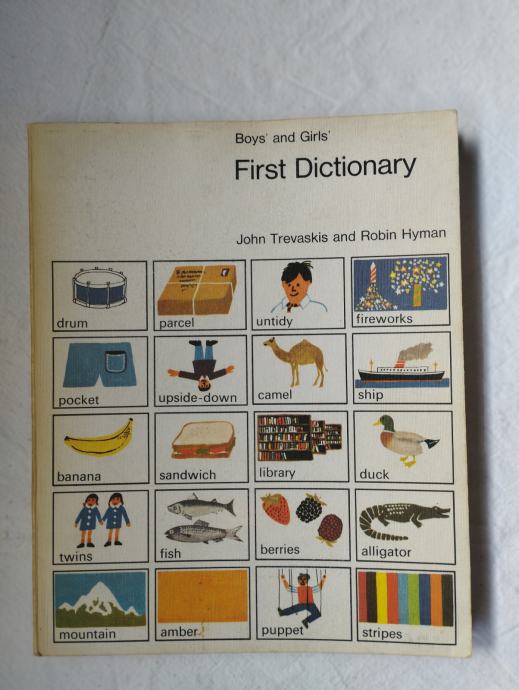 Boys' and Girls'
First Dictionary
John Trevaskis and Robin Hyman
drum
parcel
untidy
fireworks
pocket
upside-down
camel
ship
banana
sandwich
library
duck
twins
fish
berries
alligator
mountain
amber
puppet
stripes